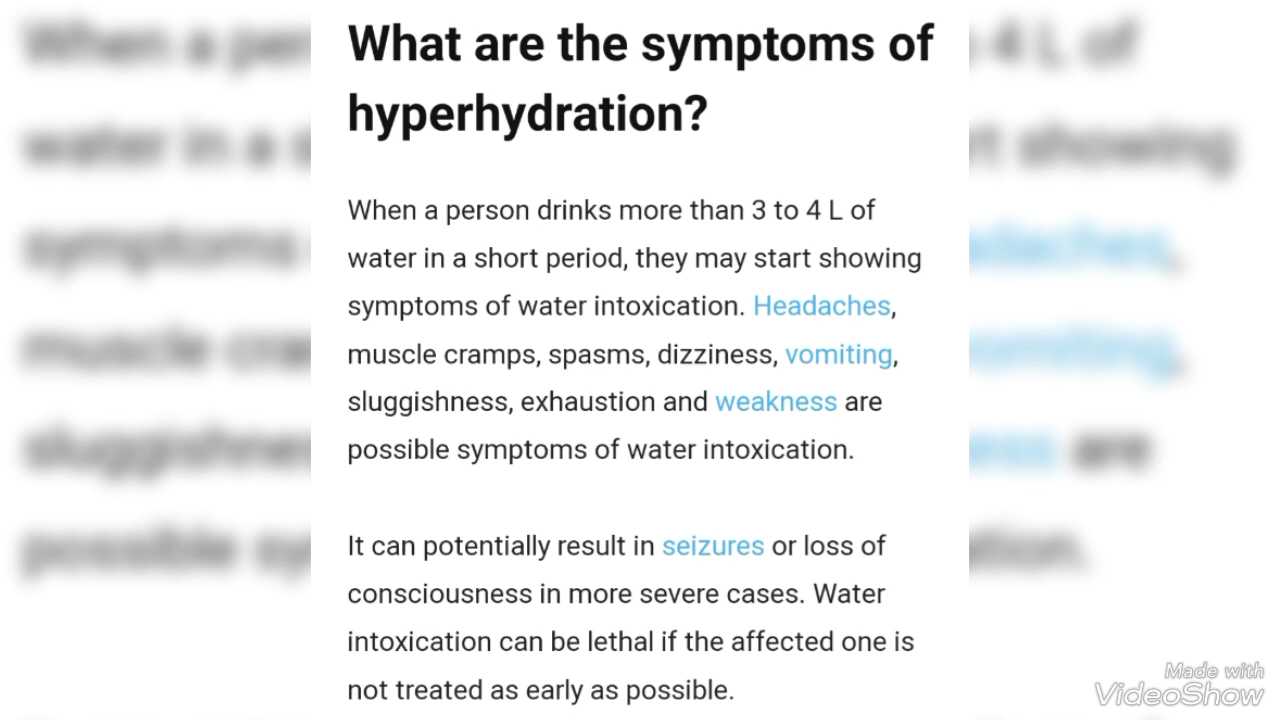 What are the symptoms of
hyperhydration?
When a person drinks more than 3 to 4 L of
water in a short period, they may start showing
symptoms of water intoxication. Headaches,
muscle cramps, spasms, dizziness, vomiting,
sluggishness, exhaustion and weakness are
possible symptoms of water intoxication.
It can potentially result in seizures or loss of
consciousness in more severe cases. Water
intoxication can be lethal if the affected one is
not treated as early as possible.
Made with
VideoShow